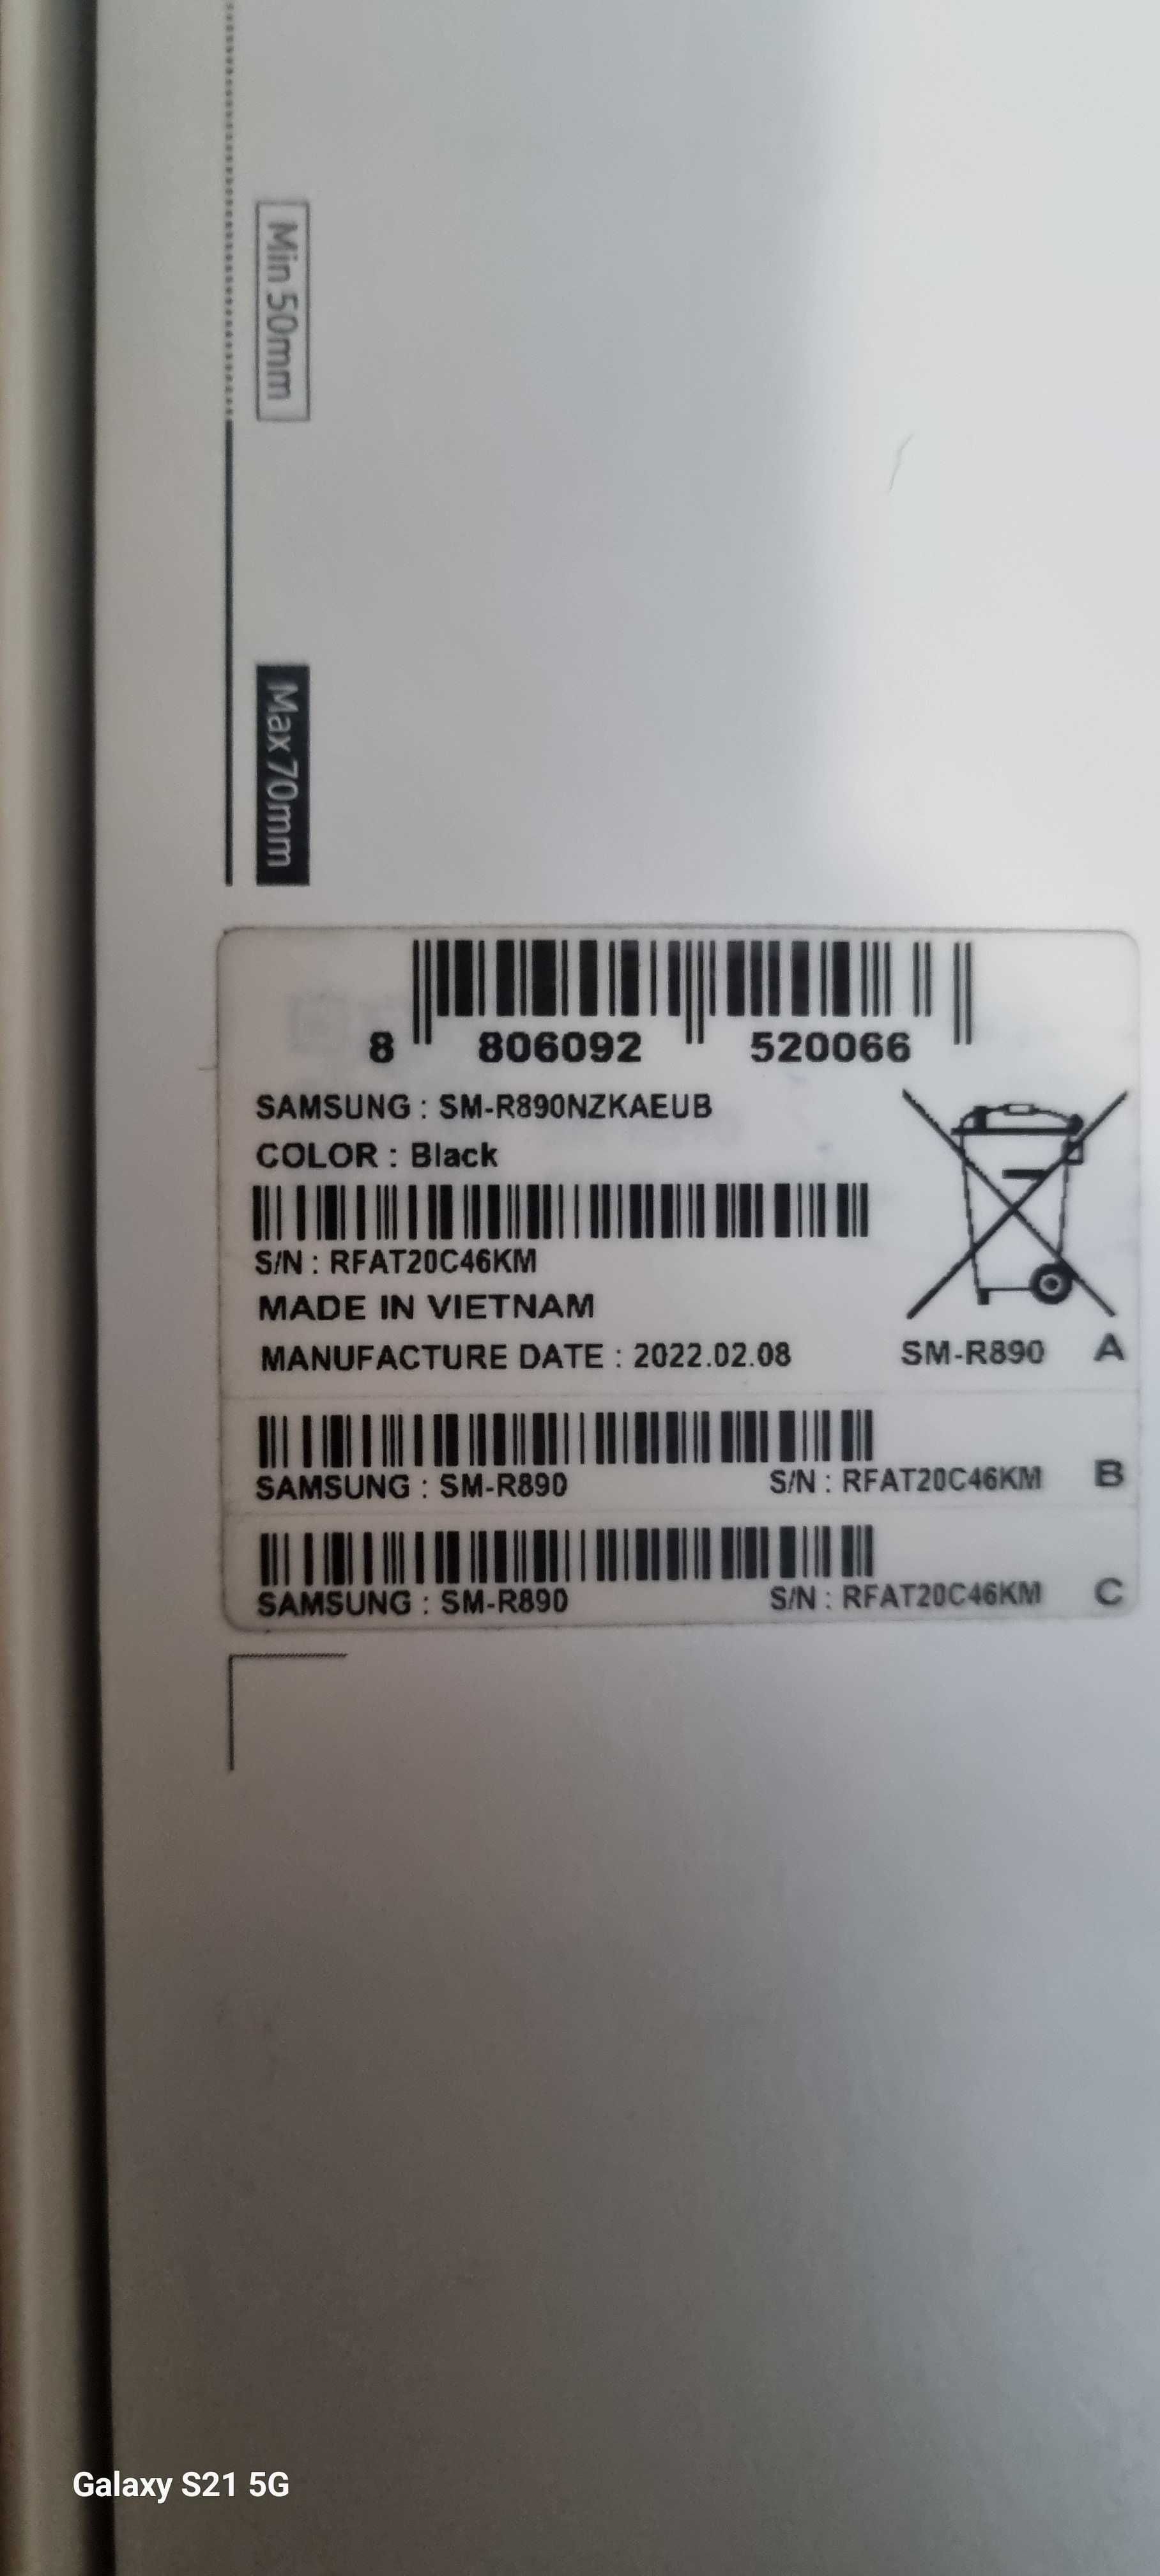 Min 50mm
Max 70mm
8 806092 520066
SAMSUNG : SM-R890NZKAEUB
COLOR : Black
S/N : RFAT20C46KM
MADE IN VIETNAM
MANUFACTURE DATE : 2022.02.08
SM-R890 A
SAMSUNG : SM-R890 S/N : RFAT20C46KM B
SAMSUNG : SM-R890 S/N : RFAT20C46KM C
Galaxy S21 5G